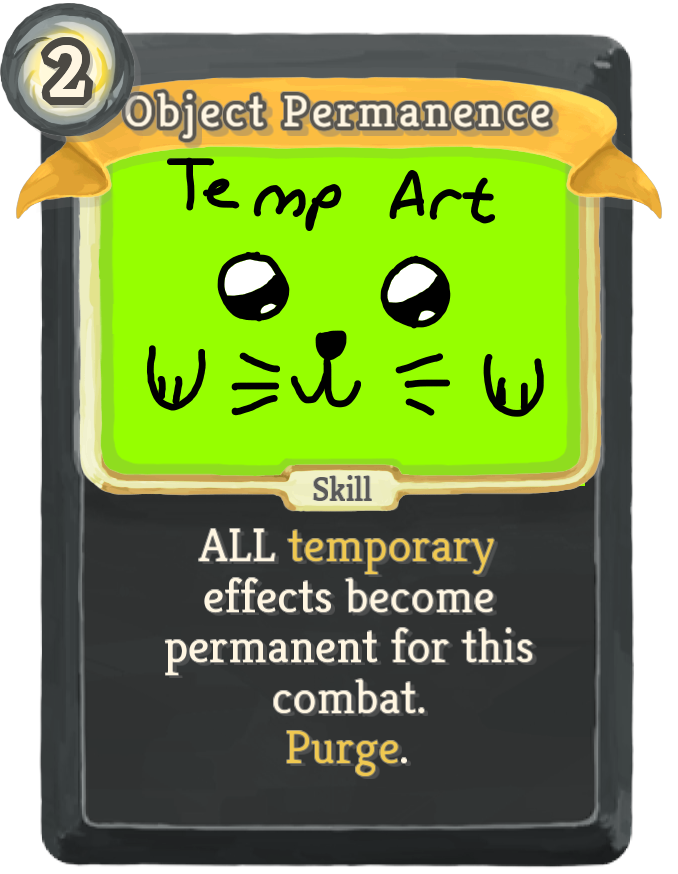 2
Object Permanence
Temp Art
Skill
ALL temporary
effects become
permanent for this
combat.
Purge.